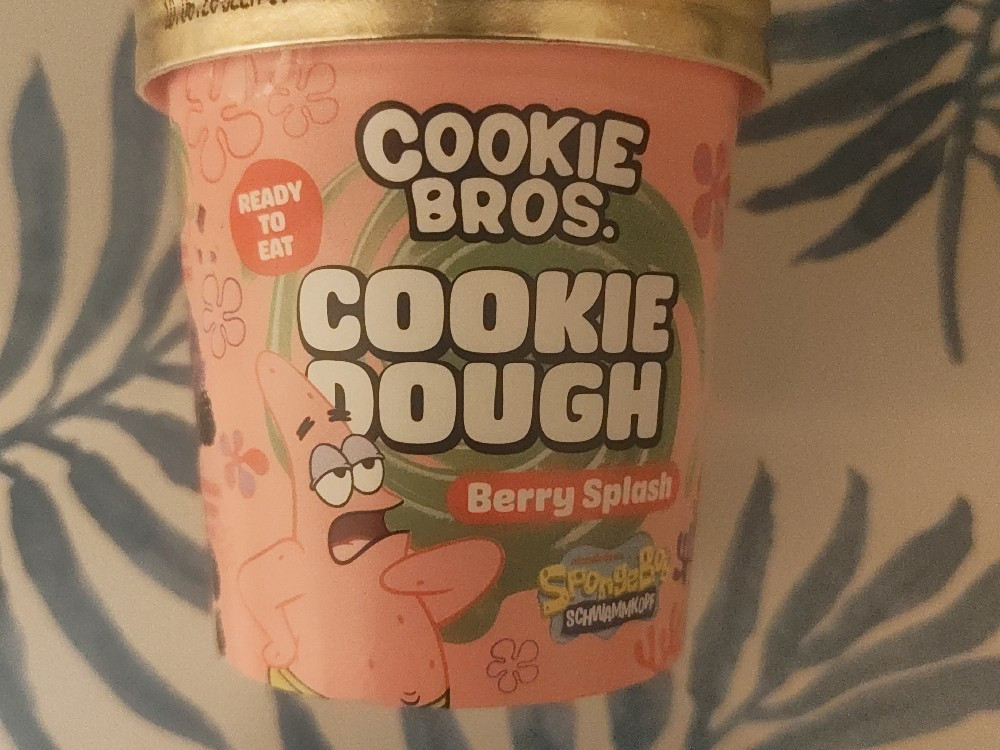 COOKIE
BROS.
READY
TO
EAT
COOKIE
DOUGH
Berry Splash
SPONGEBOB
SCHWAMMKOPF